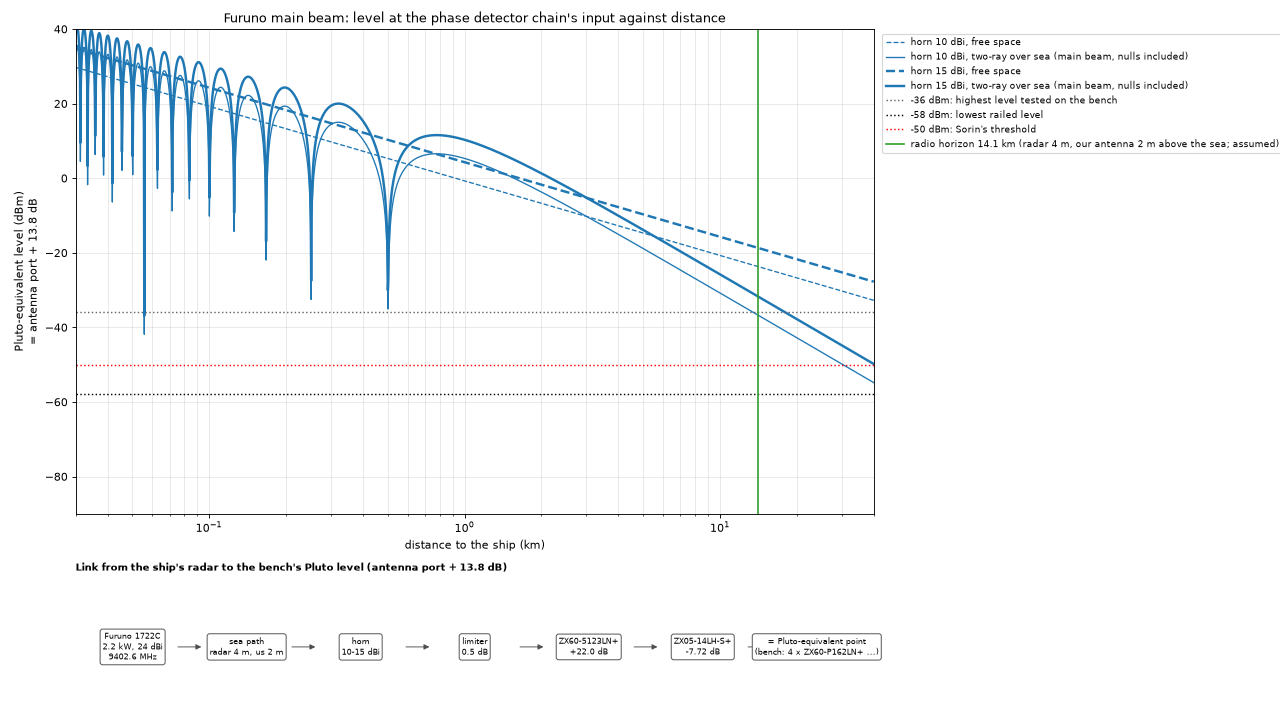 Furuno main beam: level at the phase detector chain's input against distance
horn 10 dBi, free space
horn 10 dBi, two-ray over sea (main beam, nulls included)
horn 15 dBi, free space
horn 15 dBi, two-ray over sea (main beam, nulls included)
-36 dBm: highest level tested on the bench
-58 dBm: lowest railed level
-50 dBm: Sorin's threshold
radio horizon 14.1 km (radar 4 m, our antenna 2 m above the sea; assumed)
Pluto-equivalent level (dBm)
= antenna port + 13.8 dB
40
20
0
−20
−40
−60
−80
10⁻¹
10⁰
10¹
distance to the ship (km)
Link from the ship's radar to the bench's Pluto level (antenna port + 13.8 dB)
Furuno 1722C
2.2 kW, 24 dBi
9402.6 MHz
sea path
radar 4 m, us 2 m
horn
10-15 dBi
limiter
0.5 dB
ZX60-5123LN+
+22.0 dB
ZX05-14LH-S+
-7.72 dB
= Pluto-equivalent point
(bench: 4 x ZX60-P162LN+ ...)